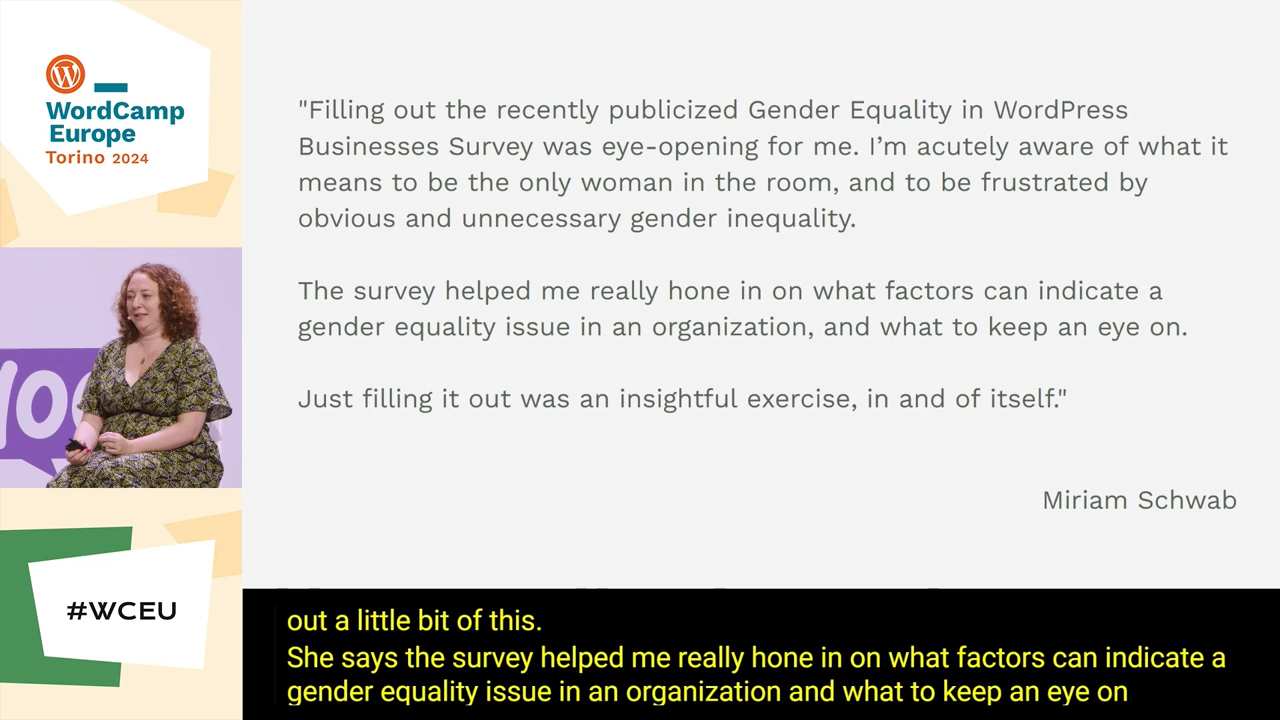 WordCamp
Europe
Torino 2024
"Filling out the recently publicized Gender Equality in WordPress
Businesses Survey was eye-opening for me. I’m acutely aware of what it
means to be the only woman in the room, and to be frustrated by
obvious and unnecessary gender inequality.
The survey helped me really hone in on what factors can indicate a
gender equality issue in an organization, and what to keep an eye on.
Just filling it out was an insightful exercise, in and of itself."
Miriam Schwab
#WCEU
out a little bit of this.
She says the survey helped me really hone in on what factors can indicate a
gender equality issue in an organization and what to keep an eye on